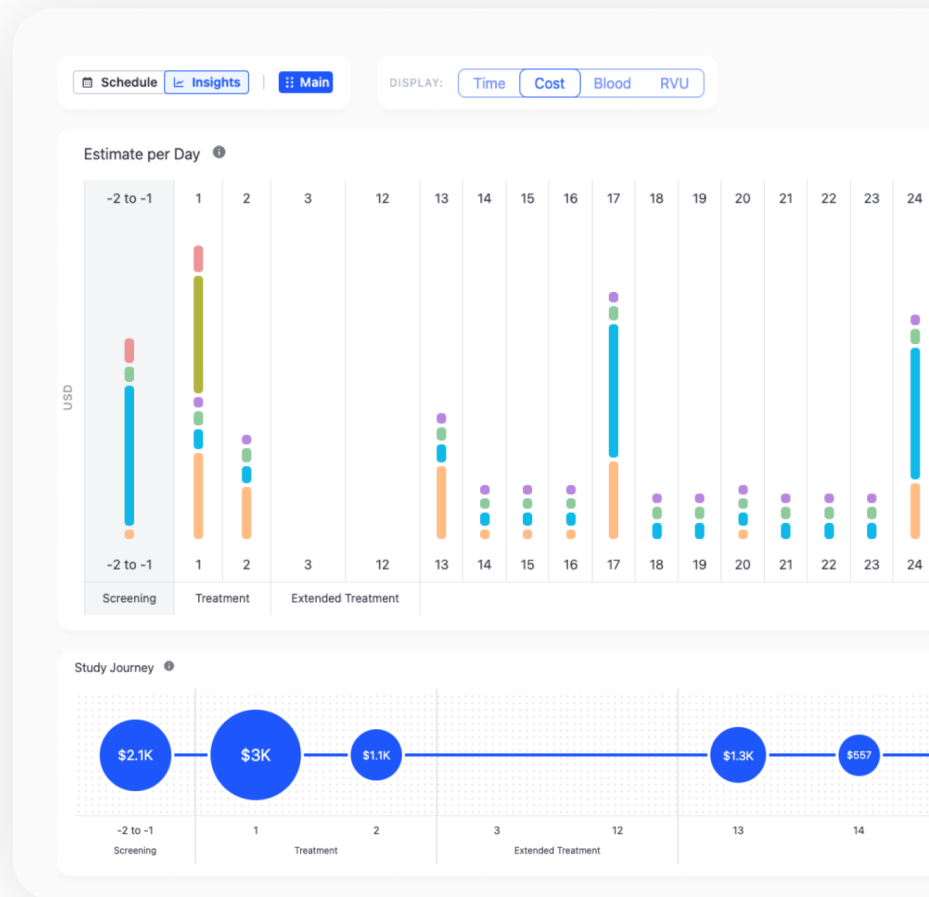 Schedule Insights Main DISPLAY: Time Cost Blood RVU
Estimate per Day
-2 to -1 1 2 3 12 13 14 15 16 17 18 19 20 21 22 23 24
USD
-2 to -1 1 2 3 12 13 14 15 16 17 18 19 20 21 22 23 24
Screening Treatment Extended Treatment
Study Journey
$2.1K $3K $1.1K $1.3K $557
-2 to -1 1 2 3 12 13 14
Screening Treatment Extended Treatment